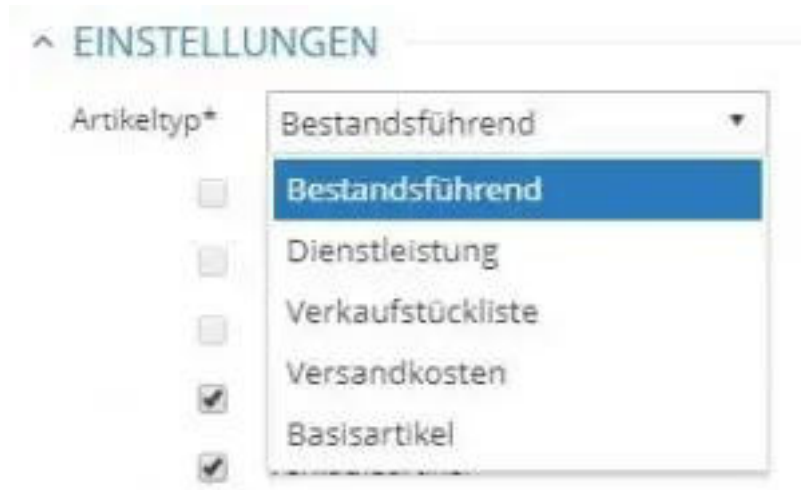 EINSTELLUNGEN
Artikeltyp* Bestandsführend
Bestandsführend
Dienstleistung
Verkaufstückliste
Versandkosten
Basisartikel